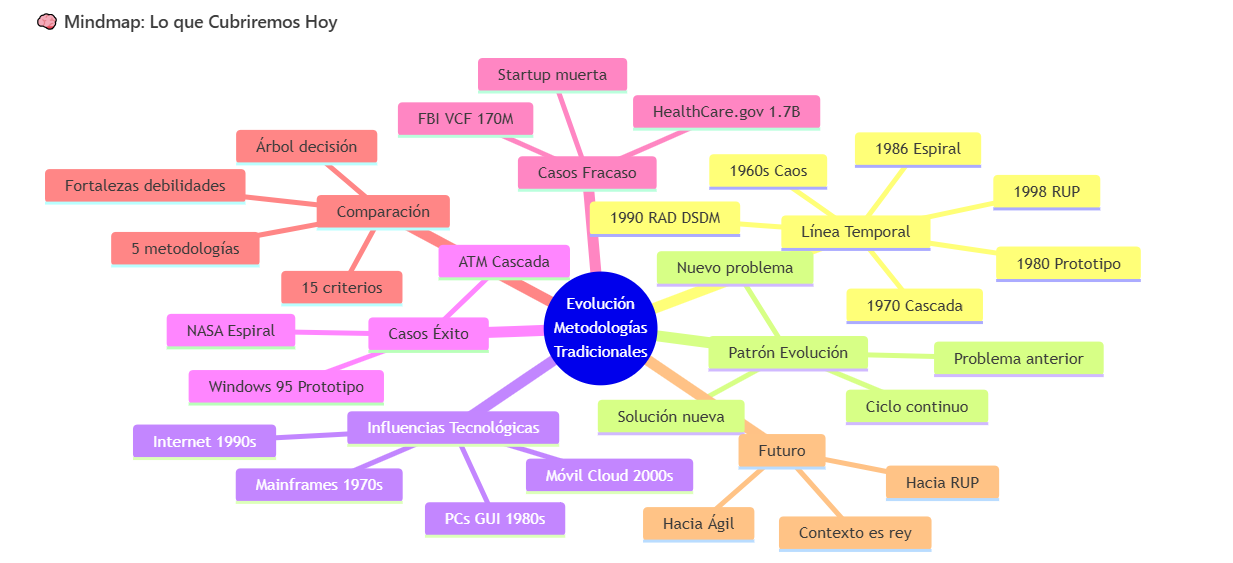 🧠 Mindmap: Lo que Cubriremos Hoy
Evolución
Metodologías
Tradicionales
Línea Temporal
1960s Caos
1986 Espiral
1998 RUP
1990 RAD DSDM
1980 Prototipo
1970 Cascada
Patrón Evolución
Nuevo problema
Problema anterior
Ciclo continuo
Solución nueva
Futuro
Hacia RUP
Contexto es rey
Hacia Ágil
Influencias Tecnológicas
Internet 1990s
Mainframes 1970s
PCs GUI 1980s
Móvil Cloud 2000s
Casos Éxito
ATM Cascada
NASA Espiral
Windows 95 Prototipo
Comparación
Árbol decisión
Fortalezas debilidades
5 metodologías
15 criterios
Casos Fracaso
Startup muerta
FBI VCF 170M
HealthCare.gov 1.7B